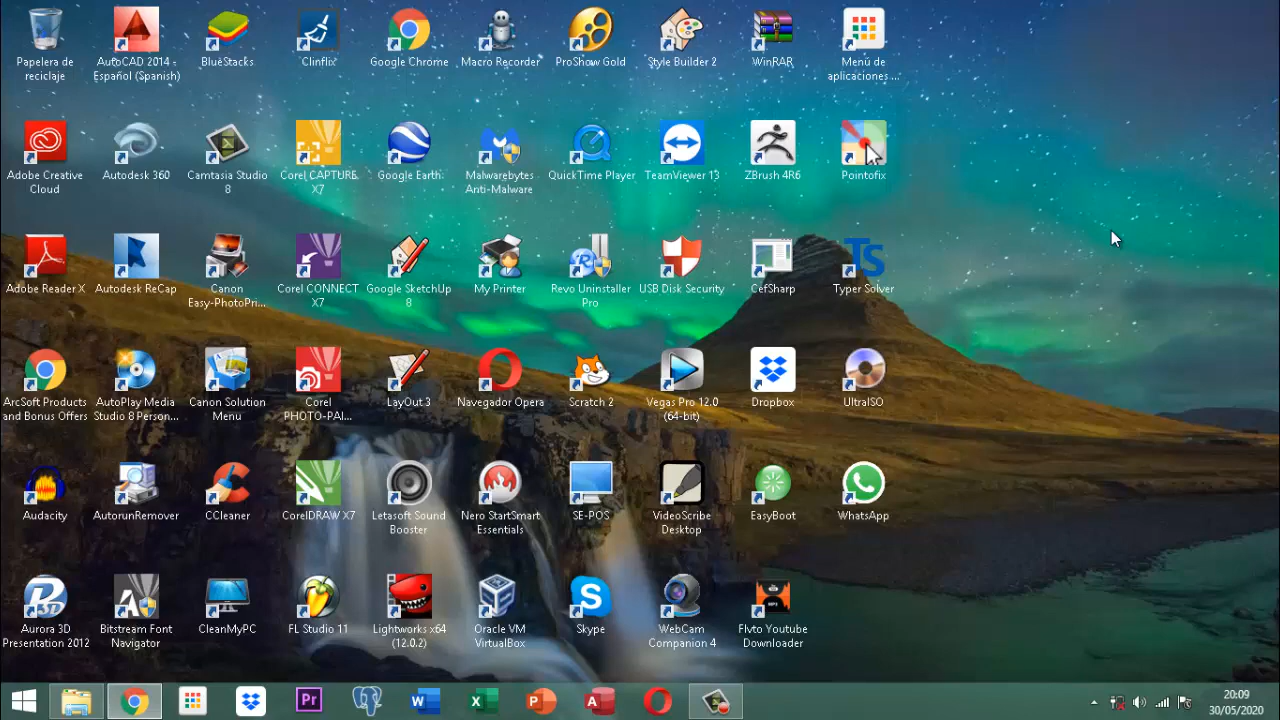 Papelera de
reciclaje
AutoCAD 2014 -
Español (Spanish)
BlueStacks
Clinflix
Google Chrome
Macro Recorder
ProShow Gold
Style Builder 2
WinRAR
Menú de
aplicaciones ...
Adobe Creative
Cloud
Autodesk 360
Camtasia Studio
8
Corel CAPTURE
X7
Google Earth
Malwarebytes
Anti-Malware
QuickTime Player
TeamViewer 13
ZBrush 4R6
Pointofix
Adobe Reader X
Autodesk ReCap
Canon
Easy-PhotoPri...
Corel CONNECT
X7
Google SketchUp
8
My Printer
Revo Uninstaller
Pro
USB Disk Security
CefSharp
Ts
Typer Solver
ArcSoft Products
and Bonus Offers
AutoPlay Media
Studio 8 Person...
Canon Solution
Menu
Corel
PHOTO-PAI...
LayOut 3
Navegador Opera
Scratch 2
Vegas Pro 12.0
(64-bit)
Dropbox
UltraISO
Audacity
AutorunRemover
CCleaner
CorelDRAW X7
Letasoft Sound
Booster
Nero StartSmart
Essentials
SE-POS
VideoScribe
Desktop
EasyBoot
WhatsApp
Aurora 3D
Presentation 2012
Bitstream Font
Navigator
CleanMyPC
FL Studio 11
Lightworks x64
(12.0.2)
Oracle VM
VirtualBox
Skype
WebCam
Companion 4
Flvto Youtube
Downloader
Pr
W
X
P
A
20:09
30/05/2020